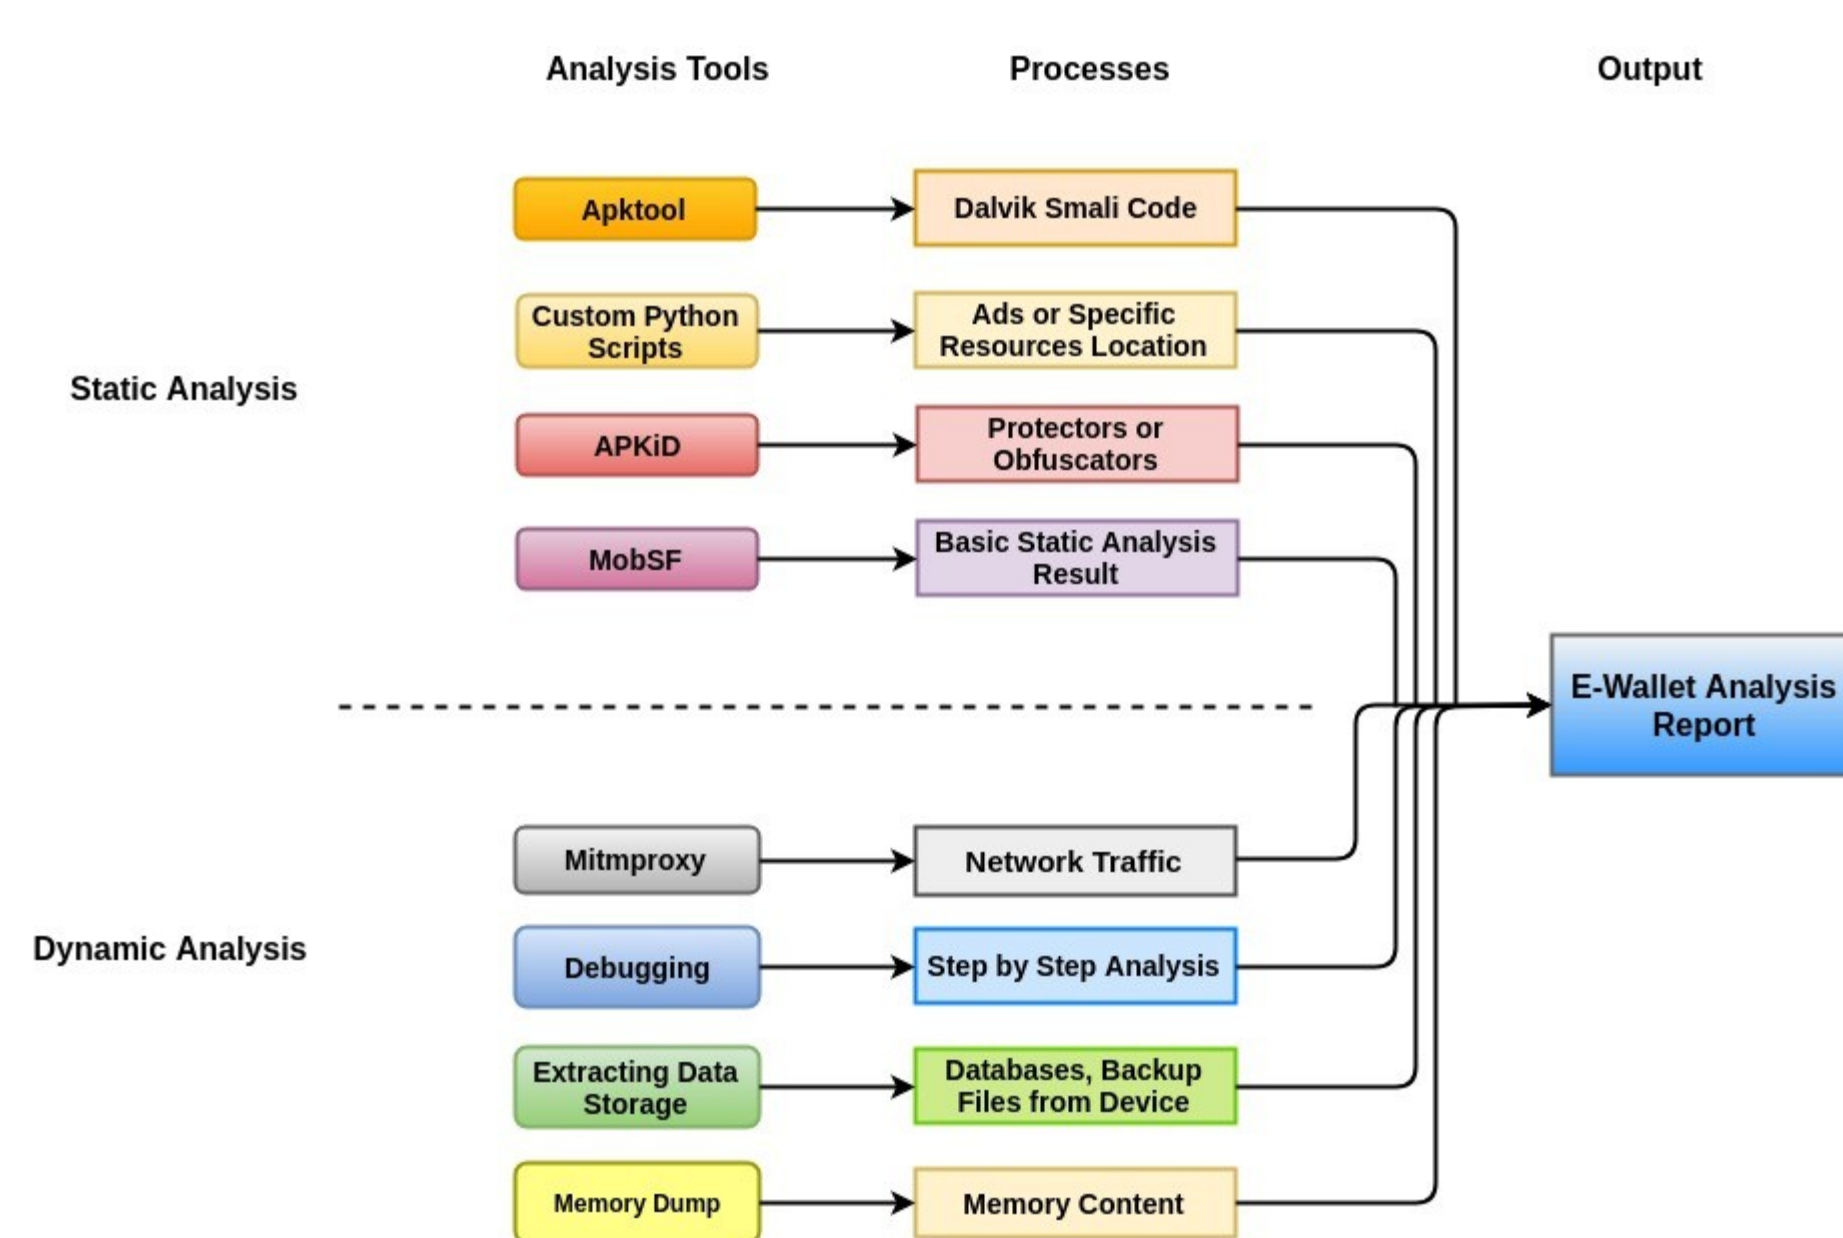 Analysis Tools
Processes
Output
Static Analysis
Apktool
Dalvik Smali Code
Custom Python
Scripts
Ads or Specific
Resources Location
APKiD
Protectors or
Obfuscators
MobSF
Basic Static Analysis
Result
E-Wallet Analysis
Report
Dynamic Analysis
Mitmproxy
Network Traffic
Debugging
Step by Step Analysis
Extracting Data
Storage
Databases, Backup
Files from Device
Memory Dump
Memory Content